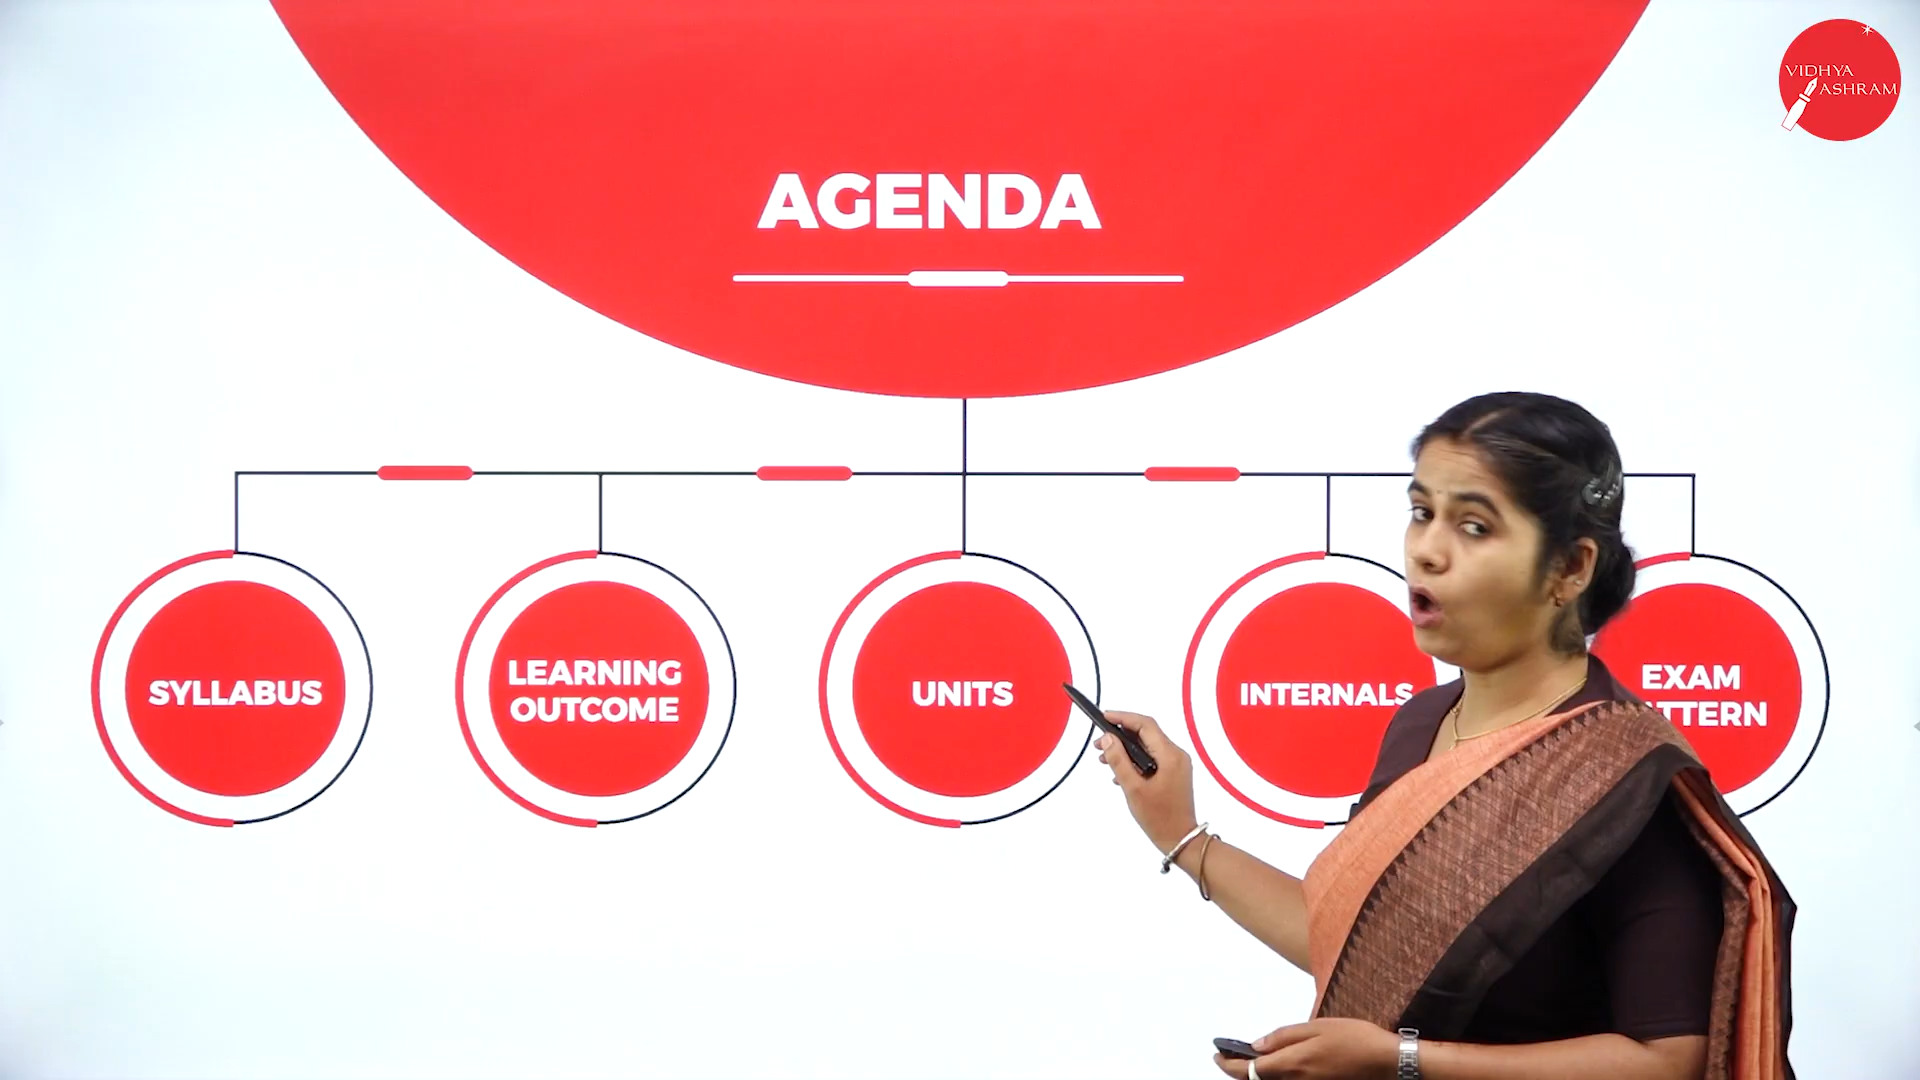 VIDHYA
ASHRAM
AGENDA
SYLLABUS
LEARNING
OUTCOME
UNITS
INTERNALS
EXAM